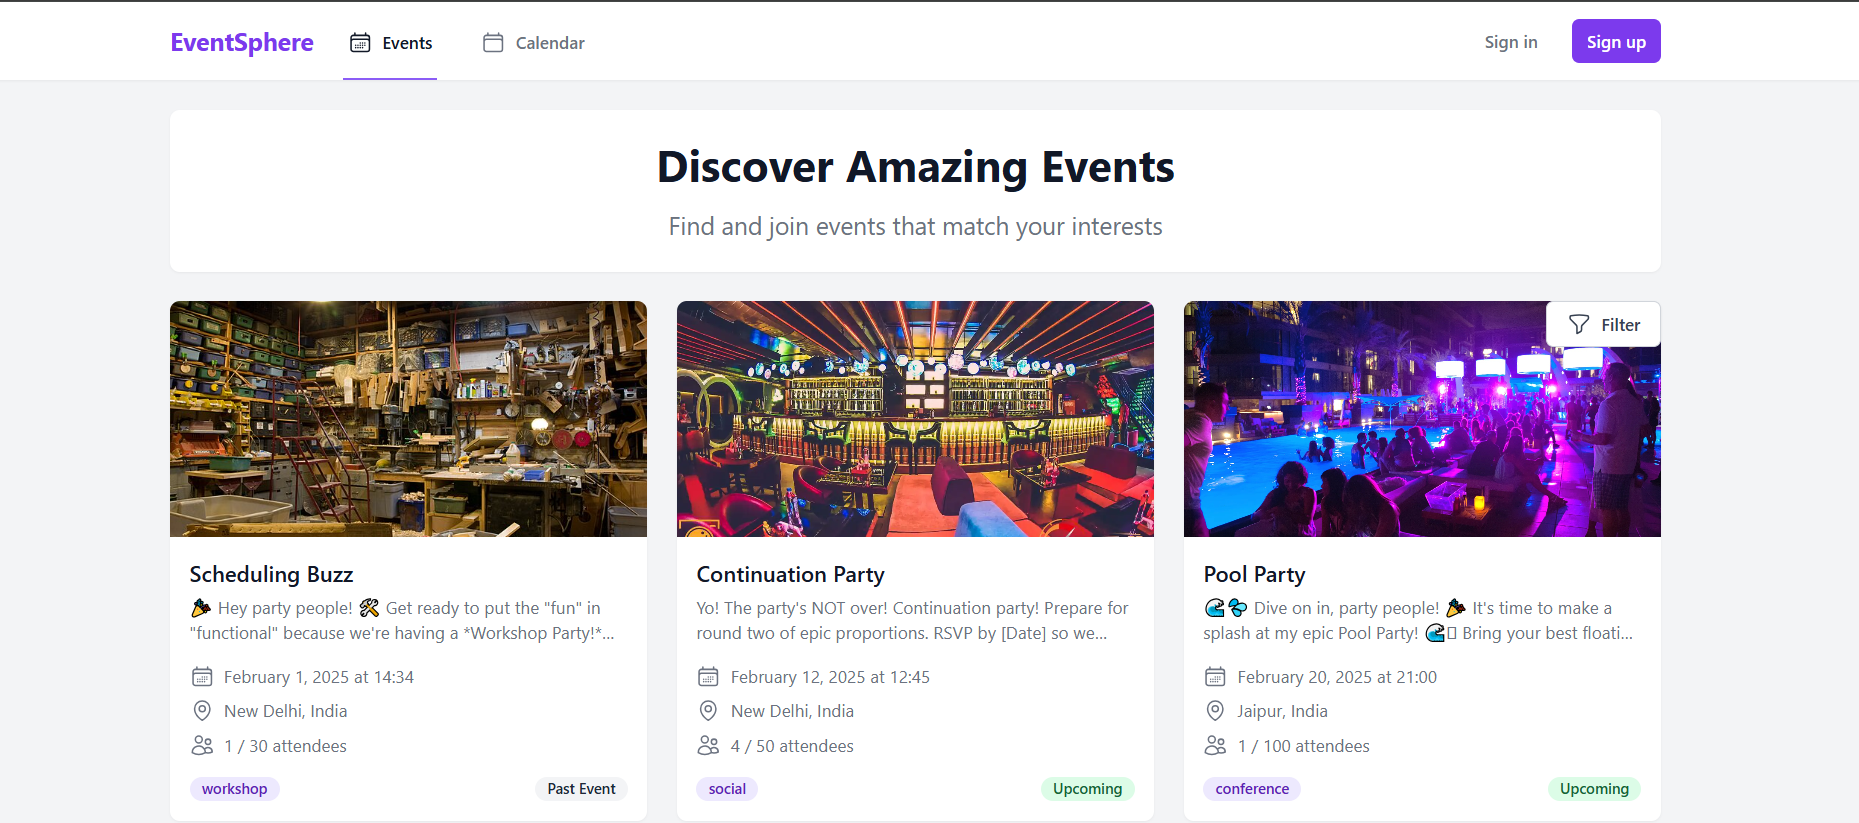 EventSphere
Events
Calendar
Sign in
Sign up
Discover Amazing Events
Find and join events that match your interests
Filter
Scheduling Buzz
🎉 Hey party people! 🛠️ Get ready to put the "fun" in
"functional" because we're having a *Workshop Party!*...
February 1, 2025 at 14:34
New Delhi, India
1 / 30 attendees
workshop
Past Event
Continuation Party
Yo! The party's NOT over! Continuation party! Prepare for
round two of epic proportions. RSVP by [Date] so we...
February 12, 2025 at 12:45
New Delhi, India
4 / 50 attendees
social
Upcoming
Pool Party
🌊💦 Dive on in, party people! 🎉 It's time to make a
splash at my epic Pool Party! 🌊▯ Bring your best floati...
February 20, 2025 at 21:00
Jaipur, India
1 / 100 attendees
conference
Upcoming